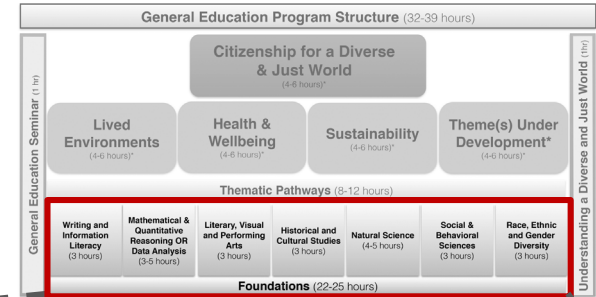 General Education Program Structure (32-39 hours)
General Education Seminar (1 hr)
Citizenship for a Diverse
& Just World
(4-6 hours)*
Lived
Environments
(4-6 hours)*
Health &
Wellbeing
(4-6 hours)*
Sustainability
(4-6 hours)*
Theme(s) Under
Development*
(4-6 hours)*
Thematic Pathways (8-12 hours)
Writing and
Information
Literacy
(3 hours)
Mathematical &
Quantitative
Reasoning OR
Data Analysis
(3-5 hours)
Literary, Visual
and Performing
Arts
(3 hours)
Historical and
Cultural Studies
(3 hours)
Natural Science
(4-5 hours)
Social &
Behavioral
Sciences
(3 hours)
Race, Ethnic
and Gender
Diversity
(3 hours)
Foundations (22-25 hours)
Understanding a Diverse and Just World (1hr)